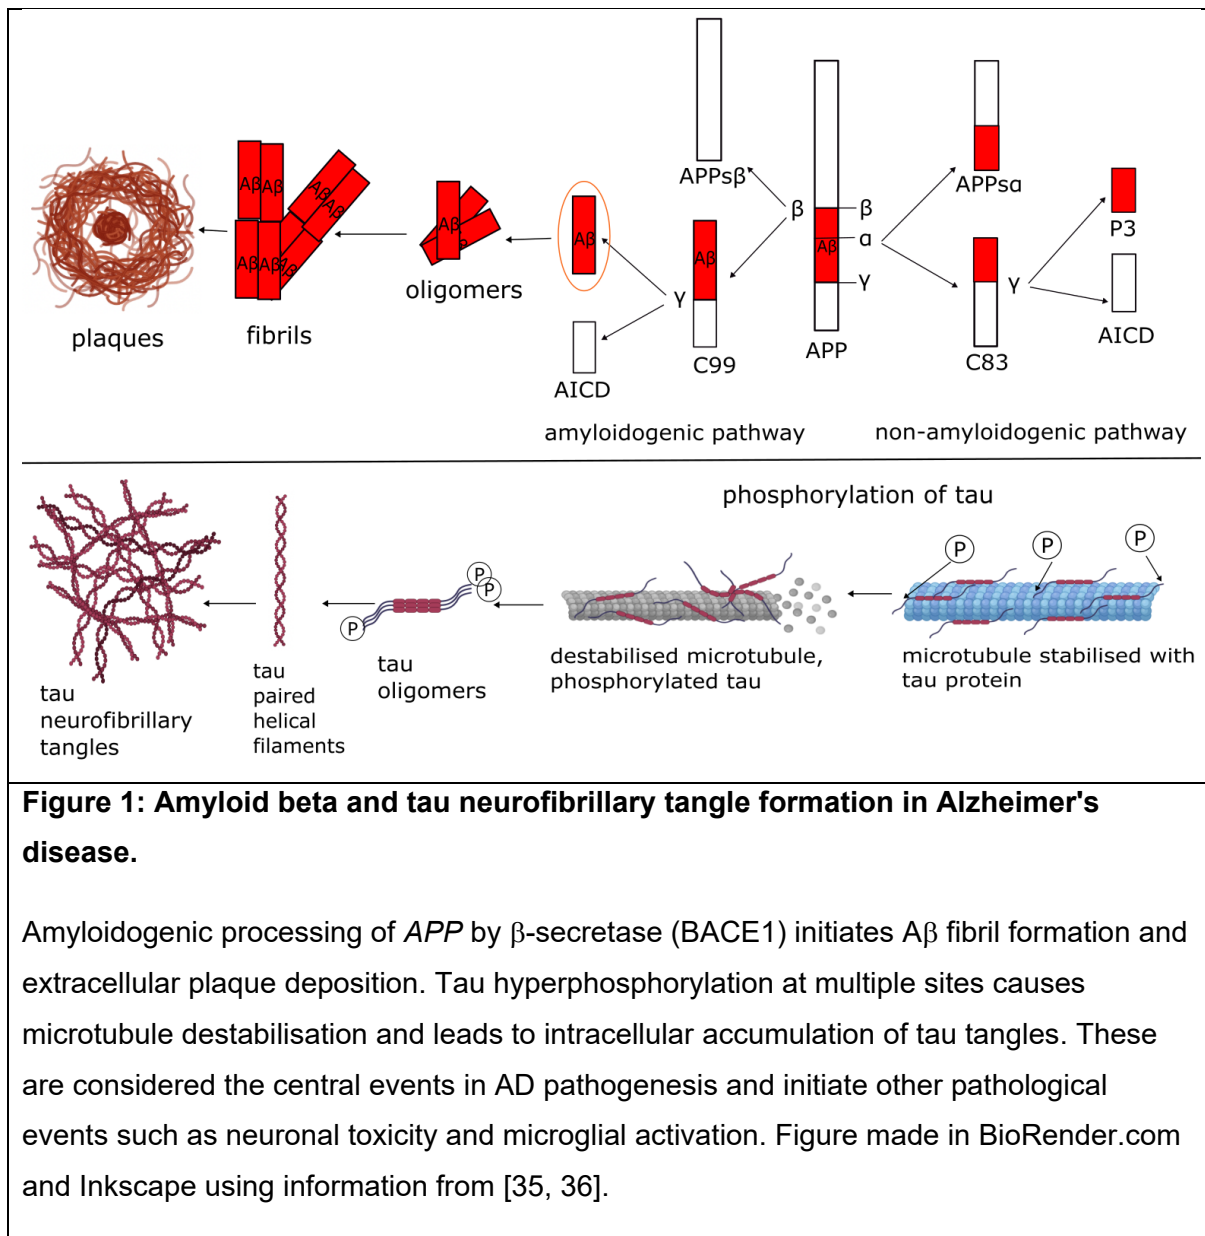 APPsβ
β
Aβ
β
α
γ
APP
APPsα
P3
C83
γ
AICD
non-amyloidogenic pathway
Aβ
γ
C99
Aβ
AICD
amyloidogenic pathway
Aβ
oligomers
Aβ
Aβ
Aβ
Aβ
Aβ
Aβ
Aβ
fibrils
plaques
phosphorylation of tau
P
P
P
microtubule stabilised with
tau protein
destabilised microtubule,
phosphorylated tau
P
P
P
tau
oligomers
tau
paired
helical
filaments
tau
neurofibrillary
tangles
Figure 1: Amyloid beta and tau neurofibrillary tangle formation in Alzheimer's
disease.
Amyloidogenic processing of APP by β-secretase (BACE1) initiates Aβ fibril formation and
extracellular plaque deposition. Tau hyperphosphorylation at multiple sites causes
microtubule destabilisation and leads to intracellular accumulation of tau tangles. These
are considered the central events in AD pathogenesis and initiate other pathological
events such as neuronal toxicity and microglial activation. Figure made in BioRender.com
and Inkscape using information from [35, 36].